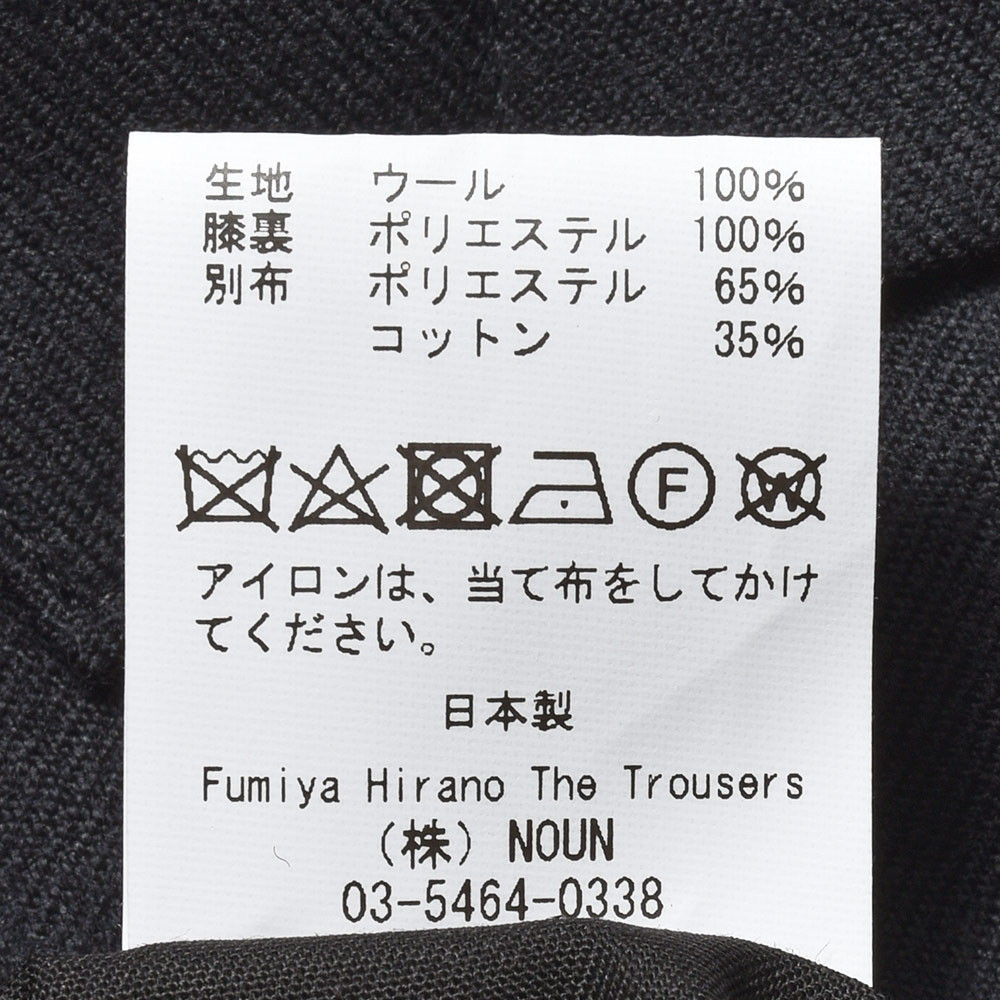 生地 ウール 100%
膝裏 ポリエステル 100%
別布 ポリエステル 65%
コットン 35%
F W
アイロンは、当て布をしてかけ
てください。
日本製
Fumiya Hirano The Trousers
（株）NOUN
03-5464-0338